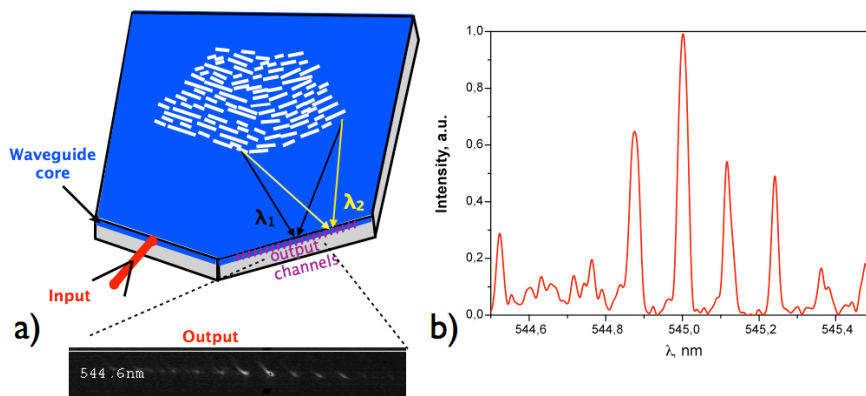 Waveguide
core
λ₁
λ₂
output
channels
Input
a)
Output
544.6nm
1,0
0,8
0,6
0,4
0,2
0,0
Intensity, a.u.
544,6
544,8
545,0
545,2
545,4
λ, nm
b)